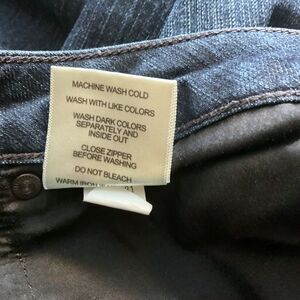 MACHINE WASH COLD
WASH WITH LIKE COLORS
WASH DARK COLORS
SEPARATELY AND
INSIDE OUT
CLOSE ZIPPER
BEFORE WASHING
DO NOT BLEACH
WARM IRON
31